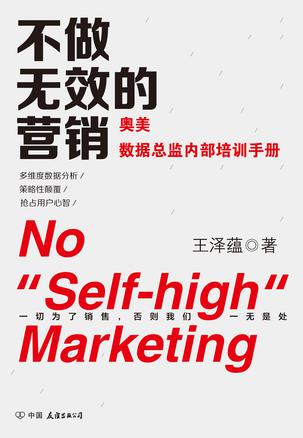 不做
无效的
营销
奥美
数据总监内部培训手册
多维度数据分析/
策略性颠覆/
抢占用户心智/
王泽蕴◎著
No
“Self-high“
一切为了销售，否则我们一无是处
Marketing
中国友谊出版公司